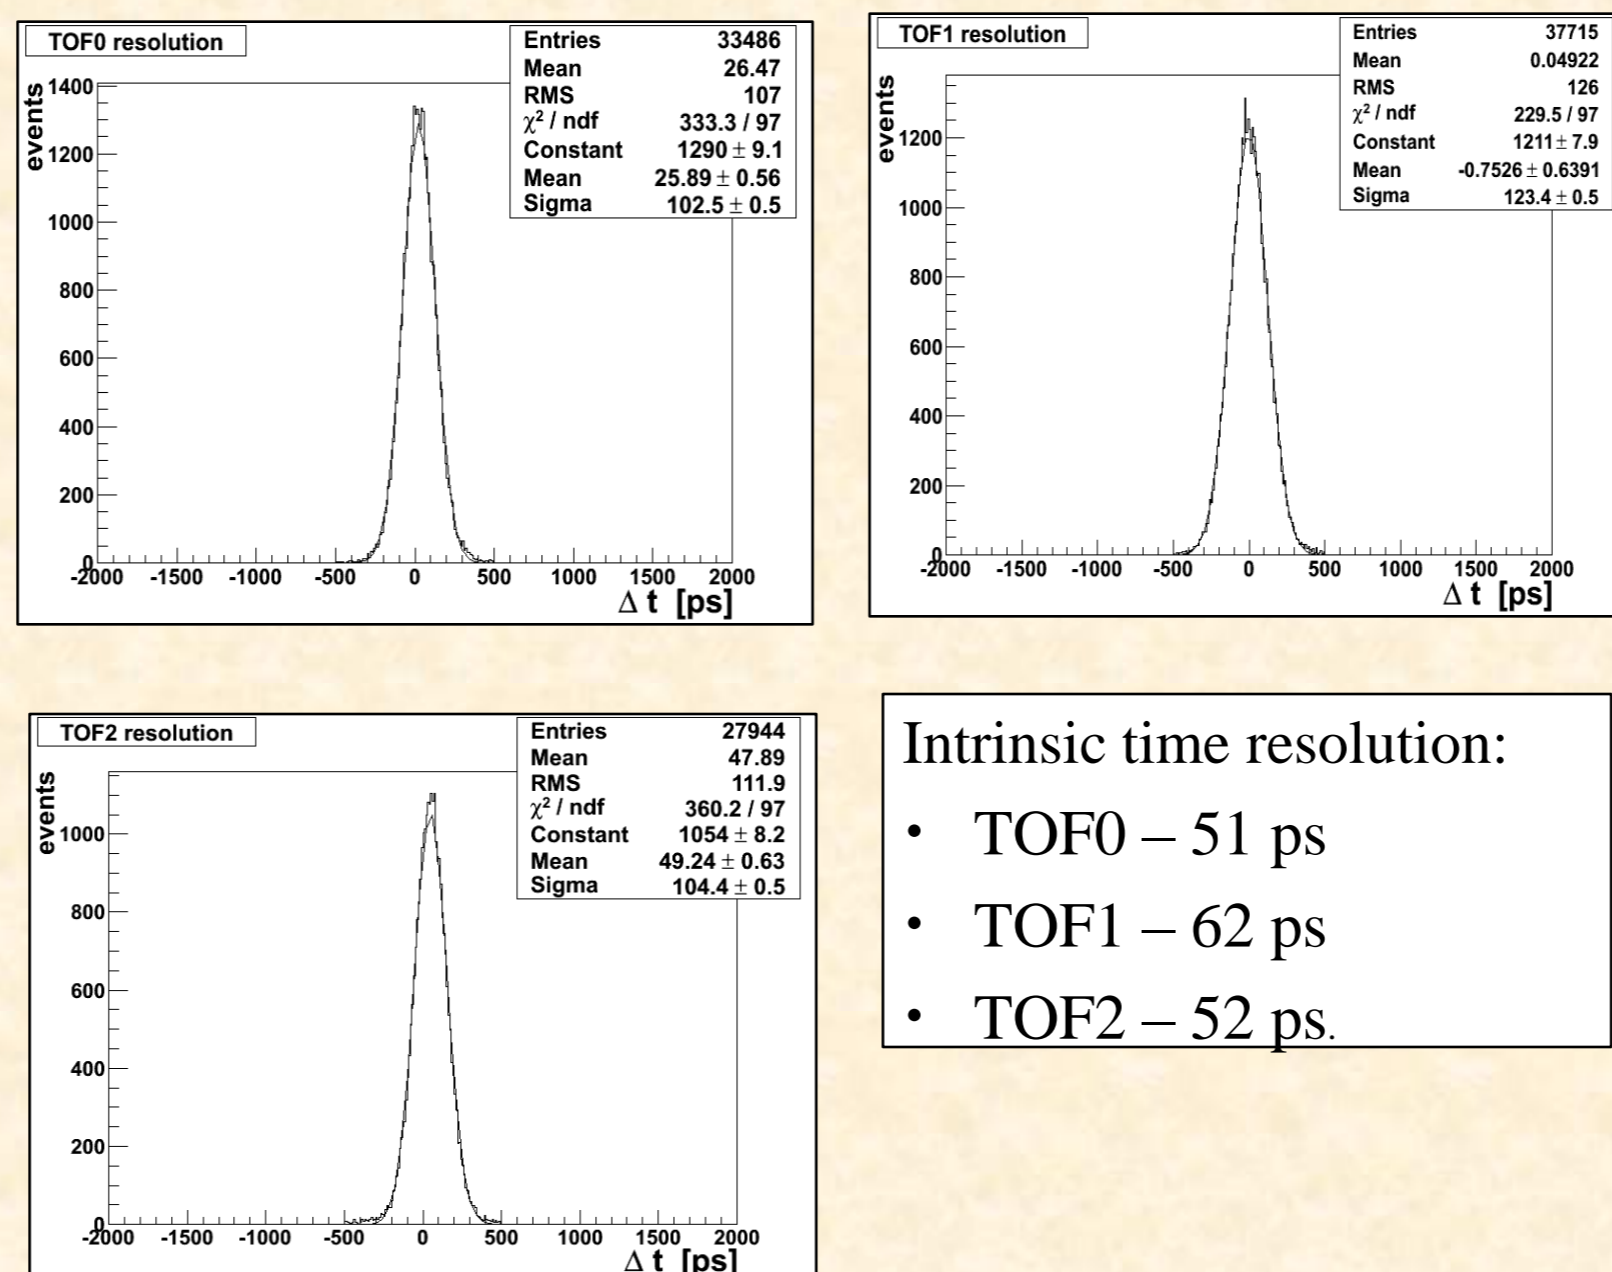 TOF0 resolution
Entries 33486
Mean 26.47
RMS 107
χ² / ndf 333.3 / 97
Constant 1290 ± 9.1
Mean 25.89 ± 0.56
Sigma 102.5 ± 0.5
events
1400
1200
1000
800
600
400
200
0
-2000 -1500 -1000 -500 0 500 1000 1500 2000
Δ t [ps]
TOF1 resolution
Entries 37715
Mean 0.04922
RMS 126
χ² / ndf 229.5 / 97
Constant 1211 ± 7.9
Mean -0.7526 ± 0.6391
Sigma 123.4 ± 0.5
events
1200
1000
800
600
400
200
0
-2000 -1500 -1000 -500 0 500 1000 1500 2000
Δ t [ps]
TOF2 resolution
Entries 27944
Mean 47.89
RMS 111.9
χ² / ndf 360.2 / 97
Constant 1054 ± 8.2
Mean 49.24 ± 0.63
Sigma 104.4 ± 0.5
events
1000
800
600
400
200
0
-2000 -1500 -1000 -500 0 500 1000 1500 2000
Δ t [ps]
Intrinsic time resolution:
• TOF0 – 51 ps
• TOF1 – 62 ps
• TOF2 – 52 ps.